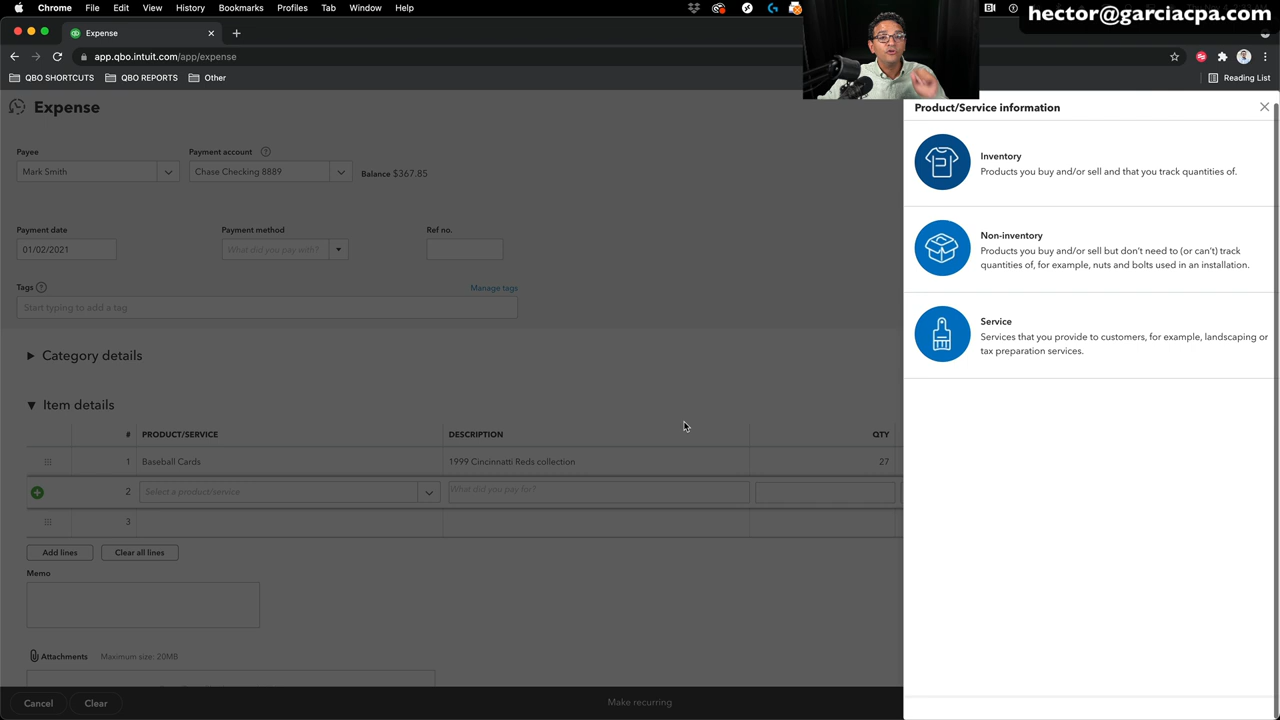 Chrome File Edit View History Bookmarks Profiles Tab Window Help
hector@garciacpa.com
Expense
app.qbo.intuit.com/app/expense
QBO SHORTCUTS QBO REPORTS Other
Reading List
Expense
Payee
Payment account
Mark Smith
Chase Checking 8889
Balance $367.85
Payment date
Payment method
Ref no.
01/02/2021
What did you pay with?
Tags
Manage tags
Start typing to add a tag
Category details
Item details
# PRODUCT/SERVICE DESCRIPTION QTY
1 Baseball Cards 1999 Cincinnatti Reds collection 27
2 Select a product/service What did you pay for?
3
Add lines Clear all lines
Memo
Attachments Maximum size: 20MB
Cancel Clear Make recurring
Product/Service information
Inventory
Products you buy and/or sell and that you track quantities of.
Non-inventory
Products you buy and/or sell but don't need to (or can't) track
quantities of, for example, nuts and bolts used in an installation.
Service
Services that you provide to customers, for example, landscaping or
tax preparation services.